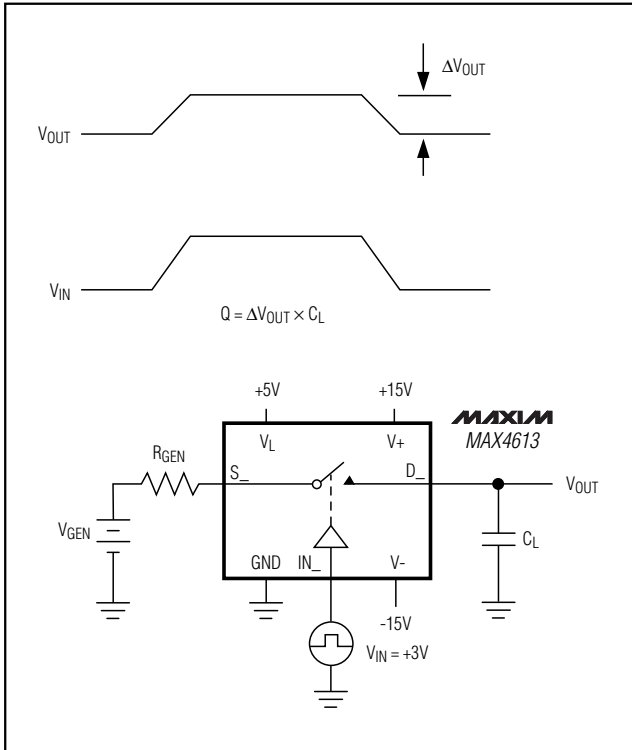 ΔVOUT
VOUT
VIN
Q = ΔVOUT × CL
+5V
+15V
MAXIM
MAX4613
VL
V+
RGEN
S_
D_
VOUT
VGEN
CL
GND
IN_
V-
-15V
VIN = +3V